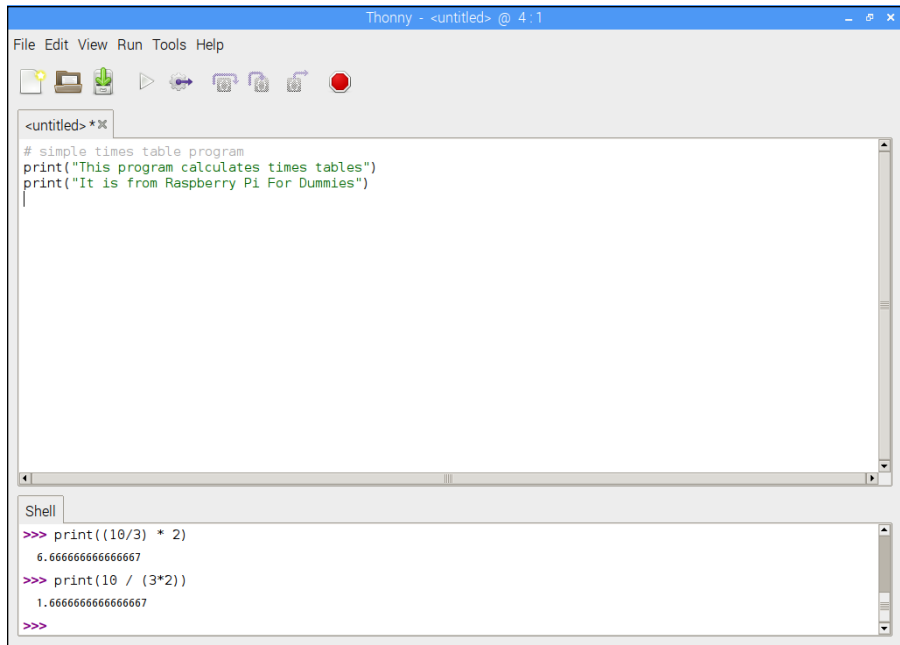 Thonny - <untitled> @ 4:1
File Edit View Run Tools Help
<untitled> *
# simple times table program
print("This program calculates times tables")
print("It is from Raspberry Pi For Dummies")
Shell
>>> print((10/3) * 2)
6.666666666666667
>>> print(10 / (3*2))
1.6666666666666667
>>>